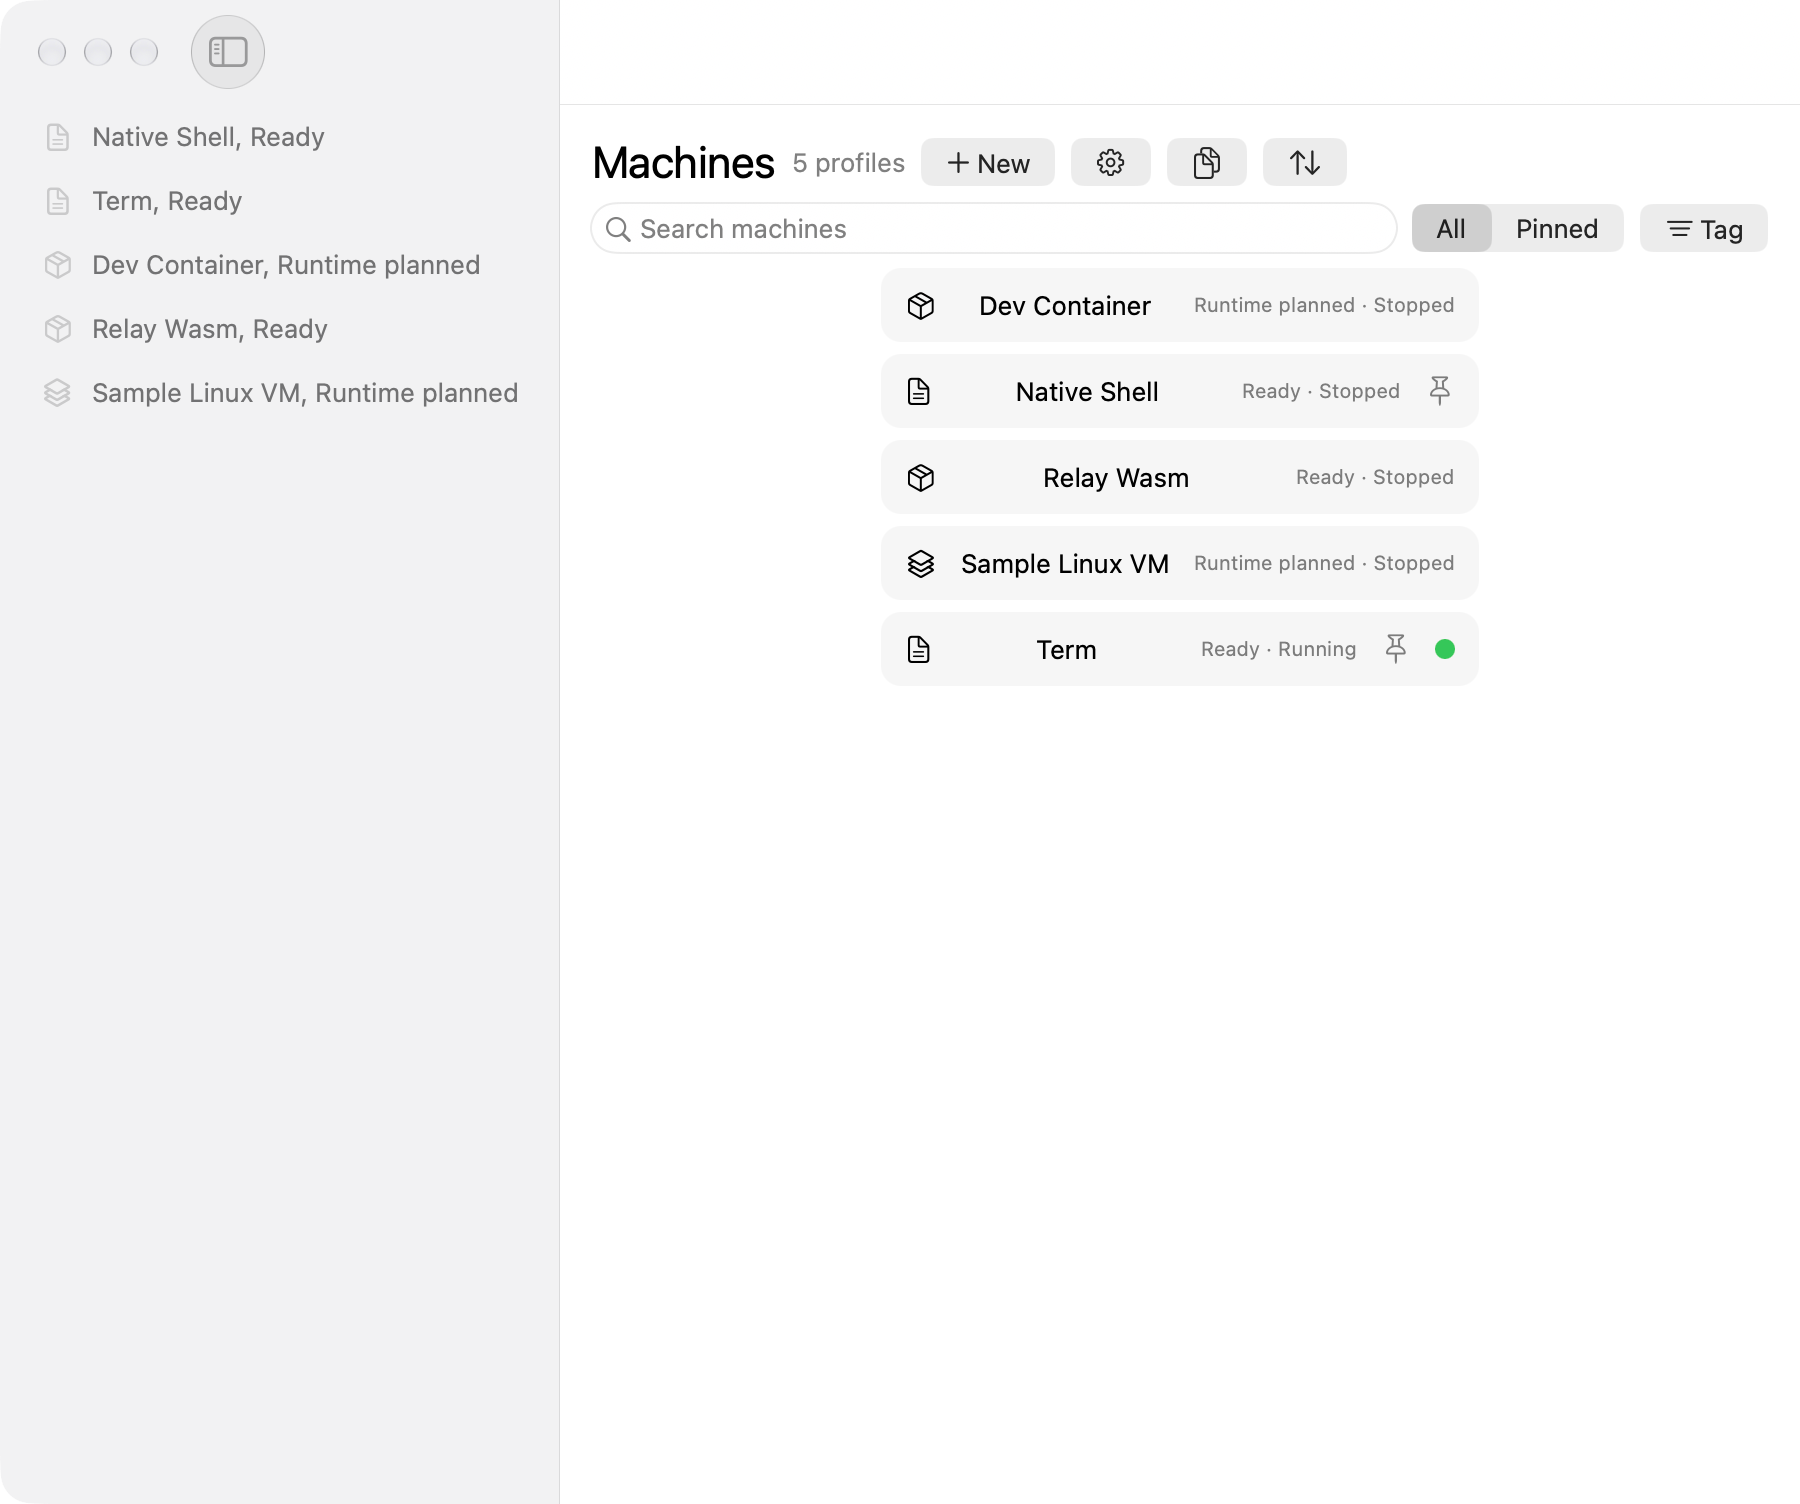 Native Shell, Ready
Term, Ready
Dev Container, Runtime planned
Relay Wasm, Ready
Sample Linux VM, Runtime planned
Machines 5 profiles New
Search machines All Pinned Tag
Dev Container Runtime planned · Stopped
Native Shell Ready · Stopped
Relay Wasm Ready · Stopped
Sample Linux VM Runtime planned · Stopped
Term Ready · Running